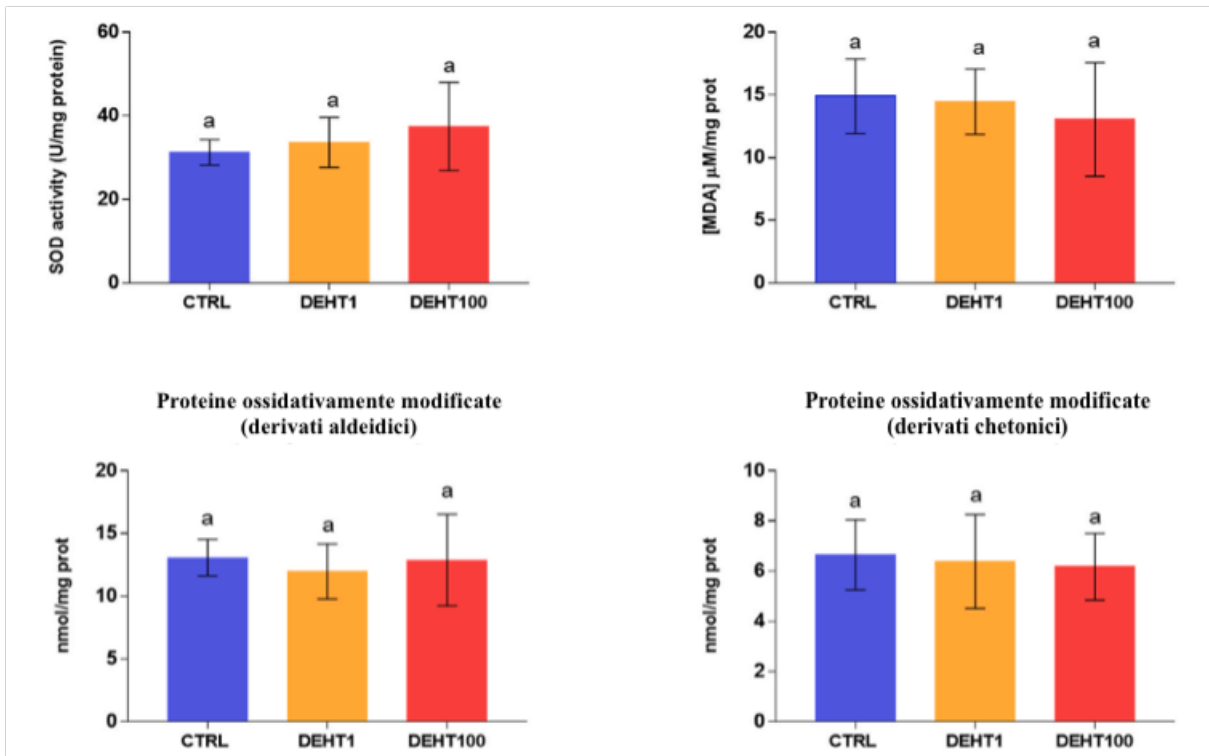 60
40
20
0
SOD activity (U/mg protein)
a
a
a
CTRL
DEHT1
DEHT100
20
15
10
5
0
[MDA] µM/mg prot
a
a
a
CTRL
DEHT1
DEHT100
Proteine ossidativamente modificate
(derivati aldeidici)
20
15
10
5
0
nmol/mg prot
a
a
a
CTRL
DEHT1
DEHT100
Proteine ossidativamente modificate
(derivati chetonici)
10
8
6
4
2
0
nmol/mg prot
a
a
a
CTRL
DEHT1
DEHT100